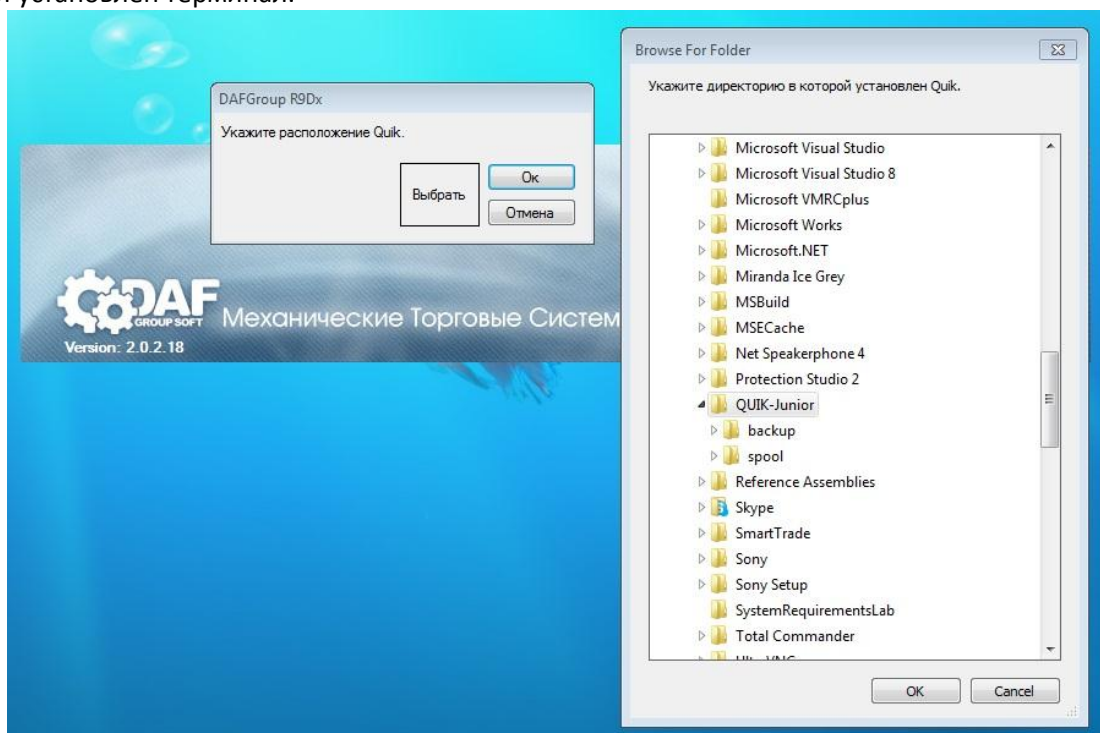 установлен терминал.
DAFGroup R9Dx
Укажите расположение Quik.
Выбрать
Ок
Отмена
DAF
GROUP SOFT
Механические Торговые Систем
Version: 2.0.2.18
Browse For Folder
Укажите директорию в которой установлен Quik.
Microsoft Visual Studio
Microsoft Visual Studio 8
Microsoft VMRCplus
Microsoft Works
Microsoft.NET
Miranda Ice Grey
MSBuild
MSECache
Net Speakerphone 4
Protection Studio 2
QUIK-Junior
backup
spool
Reference Assemblies
Skype
SmartTrade
Sony
Sony Setup
SystemRequirementsLab
Total Commander
OK
Cancel